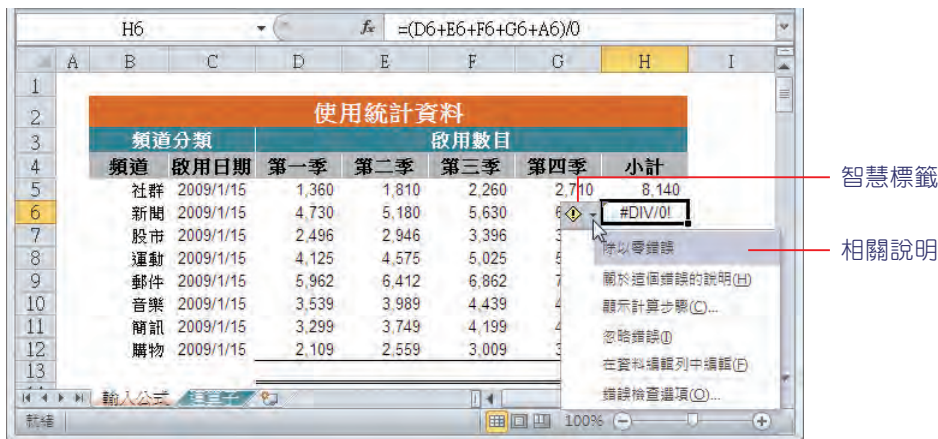 H6 fx =(D6+E6+F6+G6+A6)/0
A B C D E F G H I
1
2 使用統計資料
3 頻道分類 啟用數目
4 頻道 啟用日期 第一季 第二季 第三季 第四季 小計
5 社群 2009/1/15 1,360 1,810 2,260 2,710 8,140
智慧標籤
6 新聞 2009/1/15 4,730 5,180 5,630 #DIV/0!
7 股市 2009/1/15 2,496 2,946 3,396
8 運動 2009/1/15 4,125 4,575 5,025
9 郵件 2009/1/15 5,962 6,412 6,862
10 音樂 2009/1/15 3,539 3,989 4,439
11 簡訊 2009/1/15 3,299 3,749 4,199
12 購物 2009/1/15 2,109 2,559 3,009
13
除以零錯誤
相關說明
關於這個錯誤的說明(H)
顯示計算步驟(C)...
忽略錯誤(I)
在資料編輯列中編輯(F)
錯誤檢查選項(O)...
輸入公式 運算子
就緒 100%